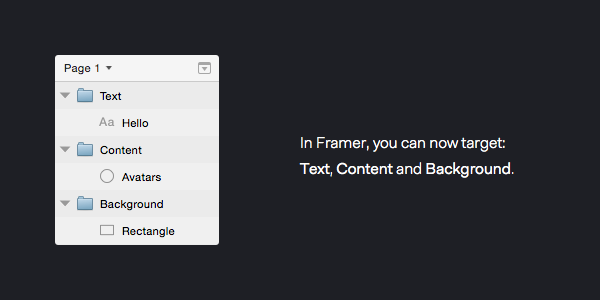 Page 1
Text
Aa Hello
Content
Avatars
Background
Rectangle
In Framer, you can now target:
Text, Content and Background.